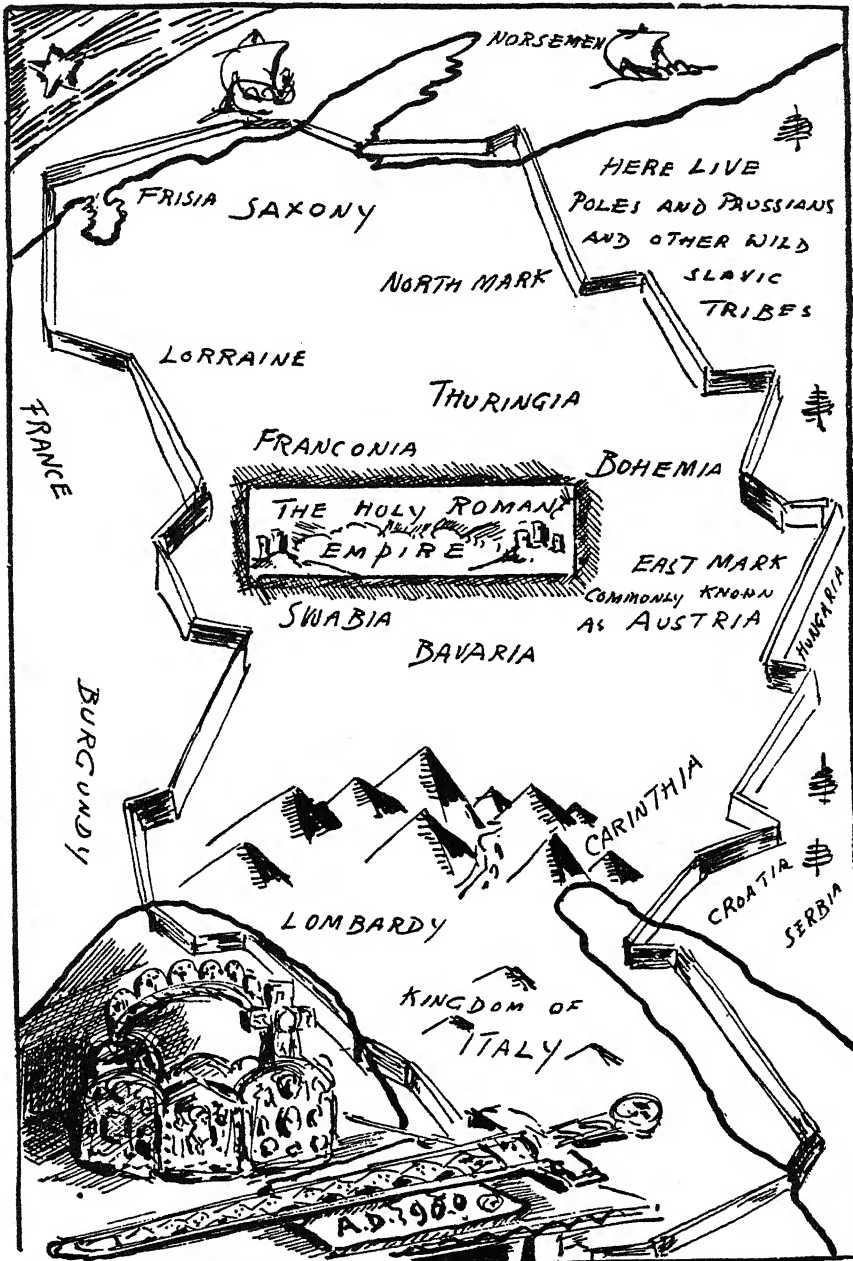 NORSEMEN
HERE LIVE
POLES AND PRUSSIANS
AND OTHER WILD
SLAVIC
TRIBES
FRISIA
SAXONY
NORTH MARK
LORRAINE
THURINGIA
FRANCE
FRANCONIA
BOHEMIA
THE HOLY ROMAN
EMPIRE
EAST MARK
COMMONLY KNOWN
AS AUSTRIA
HUNGARIA
SWABIA
BAVARIA
BURGUNDY
CARINTHIA
CROATIA
SERBIA
LOMBARDY
KINGDOM OF
ITALY
A.D. 900